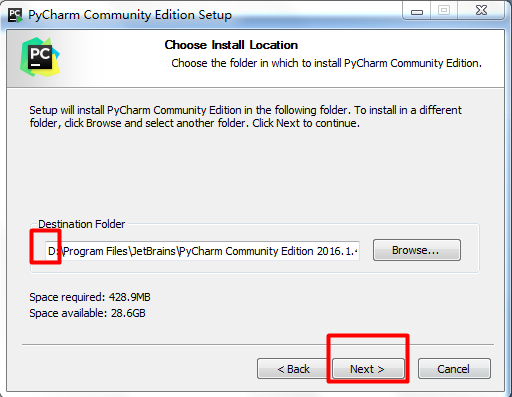 PyCharm Community Edition Setup
PC
Choose Install Location
Choose the folder in which to install PyCharm Community Edition.
Setup will install PyCharm Community Edition in the following folder. To install in a different
folder, click Browse and select another folder. Click Next to continue.
Destination Folder
D:\Program Files\JetBrains\PyCharm Community Edition 2016.1.4
Browse...
Space required: 428.9MB
Space available: 28.6GB
< Back
Next >
Cancel